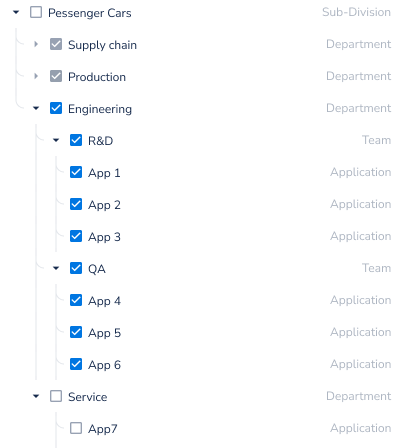 Pessenger Cars Sub-Division
Supply chain Department
Production Department
Engineering Department
R&D Team
App 1 Application
App 2 Application
App 3 Application
QA Team
App 4 Application
App 5 Application
App 6 Application
Service Department
App7 Application